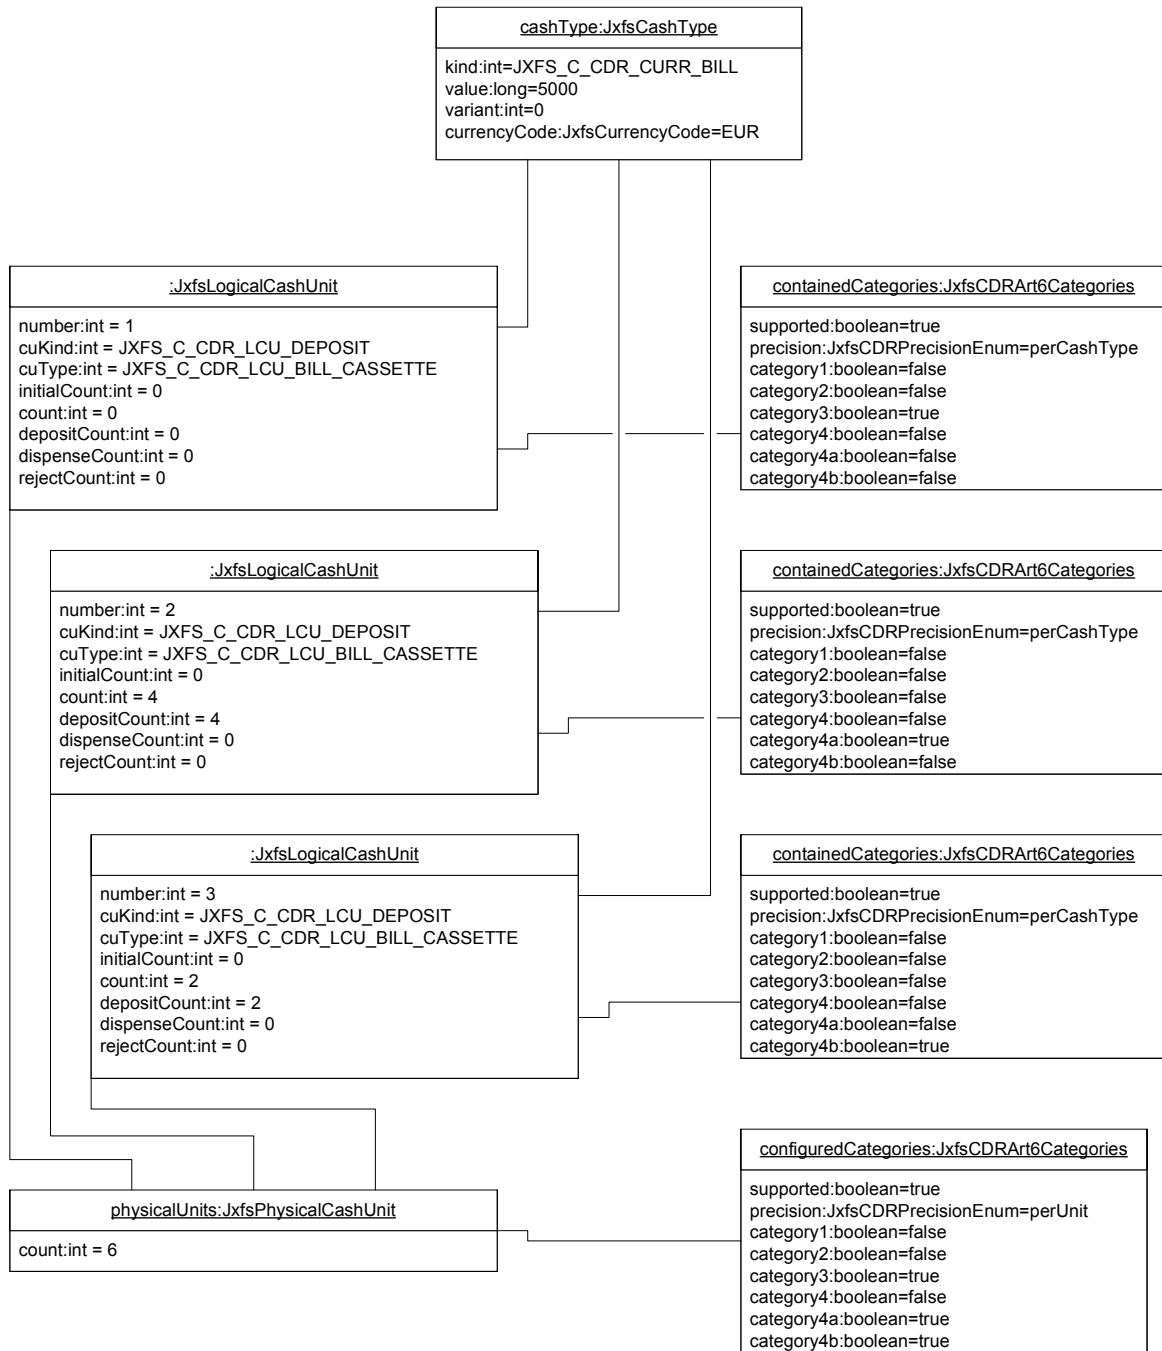 cashType:JxfsCashType
kind:int=JXFS_C_CDR_CURR_BILL
value:long=5000
variant:int=0
currencyCode:JxfsCurrencyCode=EUR
:JxfsLogicalCashUnit
number:int = 1
cuKind:int = JXFS_C_CDR_LCU_DEPOSIT
cuType:int = JXFS_C_CDR_LCU_BILL_CASSETTE
initialCount:int = 0
count:int = 0
depositCount:int = 0
dispenseCount:int = 0
rejectCount:int = 0
containedCategories:JxfsCDRArt6Categories
supported:boolean=true
precision:JxfsCDRPrecisionEnum=perCashType
category1:boolean=false
category2:boolean=false
category3:boolean=true
category4:boolean=false
category4a:boolean=false
category4b:boolean=false
:JxfsLogicalCashUnit
number:int = 2
cuKind:int = JXFS_C_CDR_LCU_DEPOSIT
cuType:int = JXFS_C_CDR_LCU_BILL_CASSETTE
initialCount:int = 0
count:int = 4
depositCount:int = 4
dispenseCount:int = 0
rejectCount:int = 0
containedCategories:JxfsCDRArt6Categories
supported:boolean=true
precision:JxfsCDRPrecisionEnum=perCashType
category1:boolean=false
category2:boolean=false
category3:boolean=false
category4:boolean=false
category4a:boolean=true
category4b:boolean=false
:JxfsLogicalCashUnit
number:int = 3
cuKind:int = JXFS_C_CDR_LCU_DEPOSIT
cuType:int = JXFS_C_CDR_LCU_BILL_CASSETTE
initialCount:int = 0
count:int = 2
depositCount:int = 2
dispenseCount:int = 0
rejectCount:int = 0
containedCategories:JxfsCDRArt6Categories
supported:boolean=true
precision:JxfsCDRPrecisionEnum=perCashType
category1:boolean=false
category2:boolean=false
category3:boolean=false
category4:boolean=false
category4a:boolean=false
category4b:boolean=true
physicalUnits:JxfsPhysicalCashUnit
count:int = 6
configuredCategories:JxfsCDRArt6Categories
supported:boolean=true
precision:JxfsCDRPrecisionEnum=perUnit
category1:boolean=false
category2:boolean=false
category3:boolean=true
category4:boolean=false
category4a:boolean=true
category4b:boolean=true